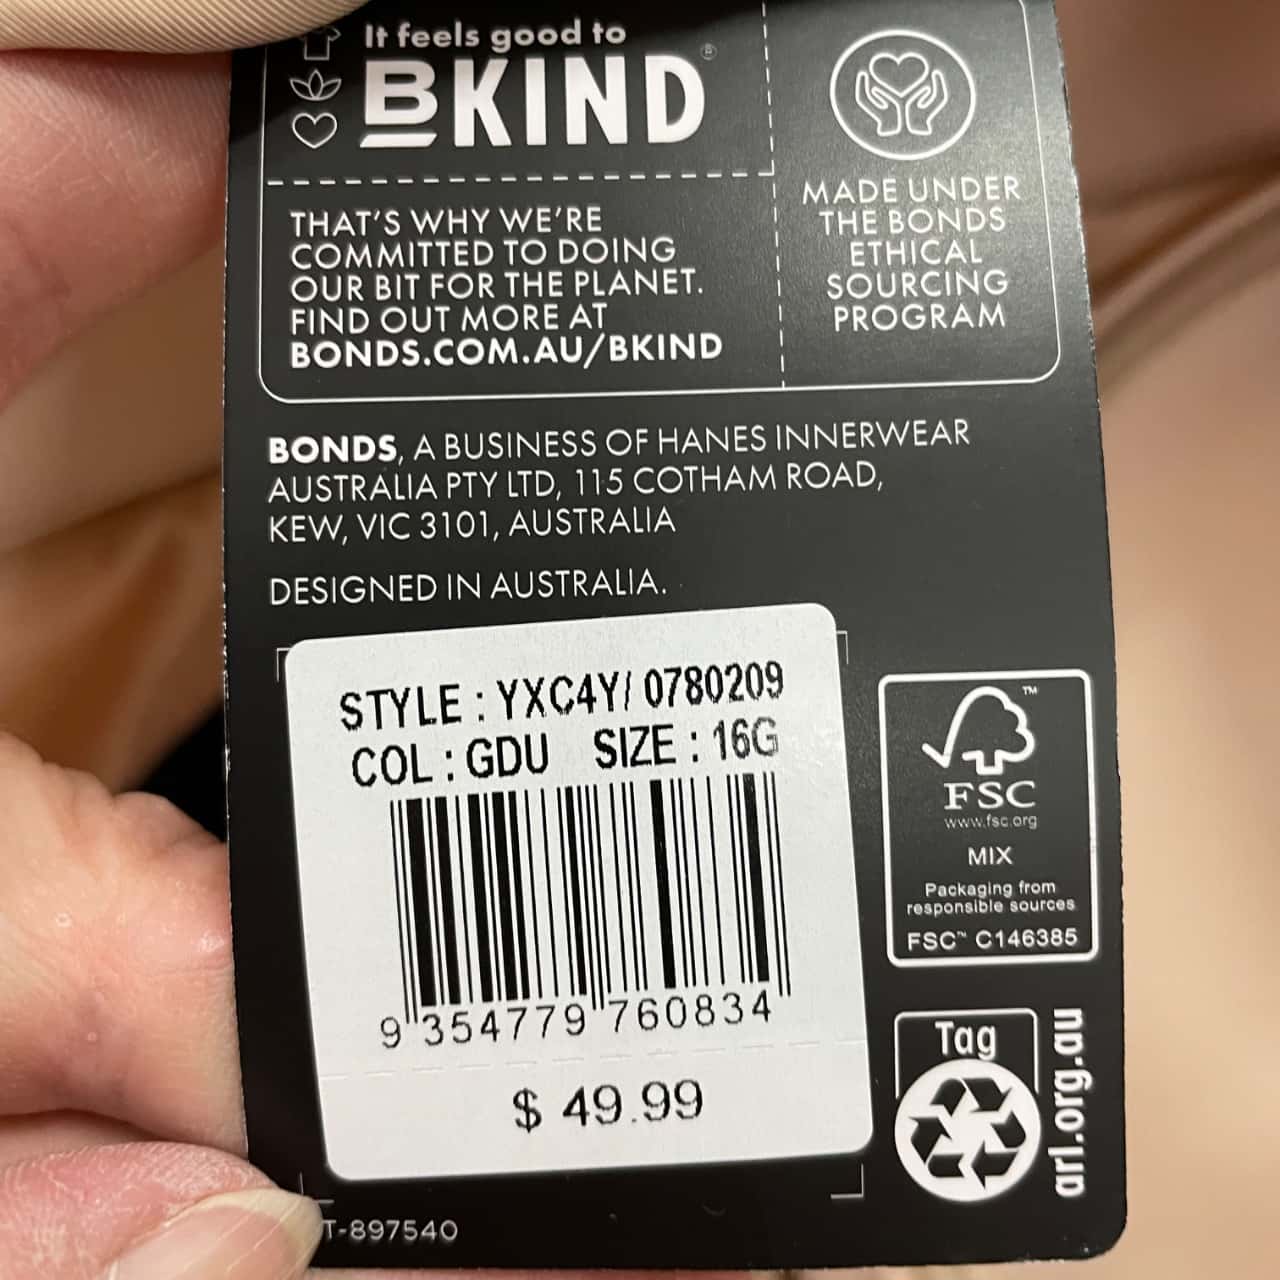 It feels good to
BKIND®
THAT'S WHY WE'RE
COMMITTED TO DOING
OUR BIT FOR THE PLANET.
FIND OUT MORE AT
BONDS.COM.AU/BKIND
MADE UNDER
THE BONDS
ETHICAL
SOURCING
PROGRAM
BONDS, A BUSINESS OF HANES INNERWEAR
AUSTRALIA PTY LTD, 115 COTHAM ROAD,
KEW, VIC 3101, AUSTRALIA
DESIGNED IN AUSTRALIA.
STYLE : YXC4Y/ 0780209
COL : GDU SIZE : 16G
9 354779 760834
$ 49.99
™
FSC
www.fsc.org
MIX
Packaging from
responsible sources
FSC™ C146385
Tag
arl.org.au
T-897540